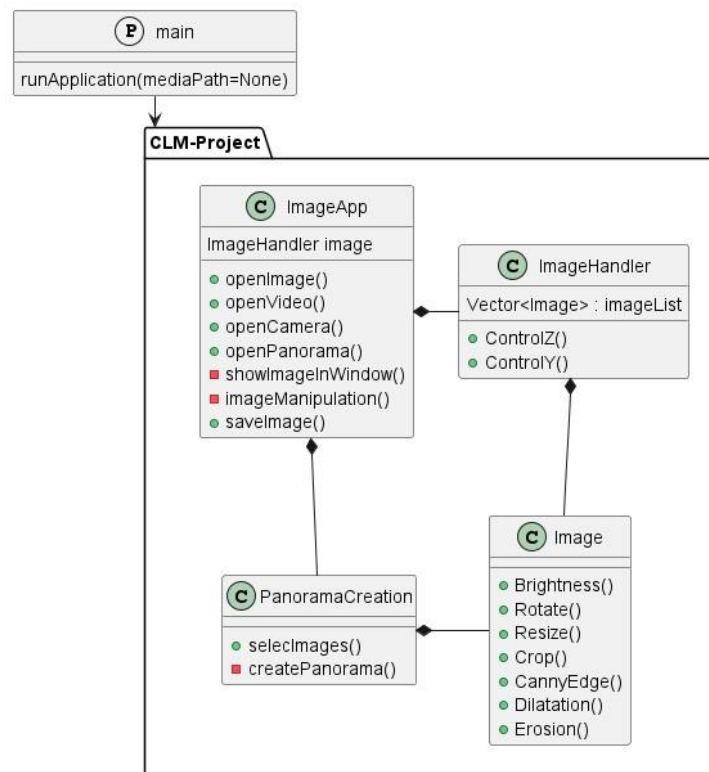 P main
runApplication(mediaPath=None)
CLM-Project
C ImageApp
ImageHandler image
openImage()
openVideo()
openCamera()
openPanorama()
showImageInWindow()
imageManipulation()
saveImage()
C ImageHandler
Vector<Image> : imageList
ControlZ()
ControlY()
C PanoramaCreation
selecImages()
createPanorama()
C Image
Brightness()
Rotate()
Resize()
Crop()
CannyEdge()
Dilatation()
Erosion()